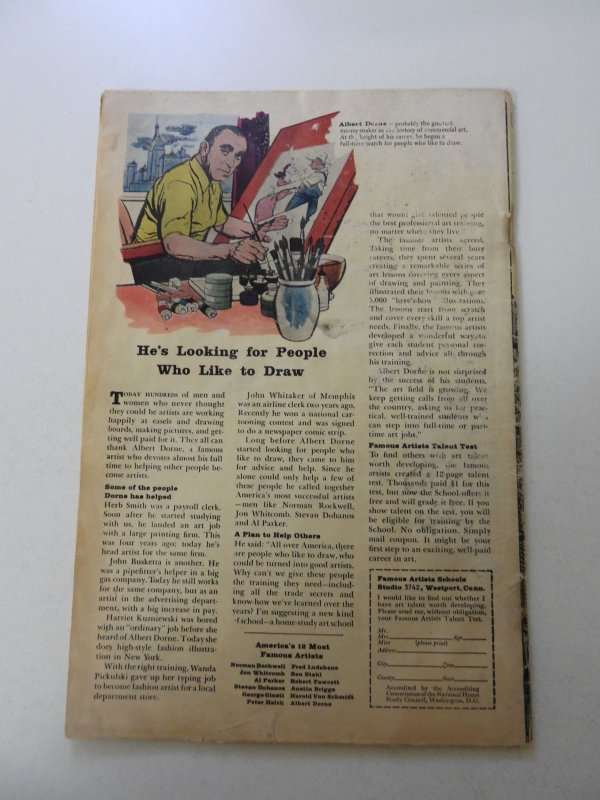 Albert Dorne – probably the greatest
money-maker in the history of commercial art.
At the height of his career, he began a
full-time search for people who like to draw.
He's Looking for People
Who Like to Draw
TODAY HUNDREDS of men and
women who never thought
they could be artists are working
happily at easels and drawing
boards, making pictures, and get-
ting well paid for it. They all can
thank Albert Dorne, a famous
artist who devotes almost his full
time to helping other people be-
come artists.
Some of the people
Dorne has helped
Herb Smith was a payroll clerk.
Soon after he started studying
with us, he landed an art job
with a large printing firm. This
was four years ago; today he's
head artist for the same firm.
John Busketta is another. He
was a pipefitter's helper in a big
gas company. Today he still works
for the same company, but as an
artist in the advertising depart-
ment, with a big increase in pay.
Harriet Kuzniewski was bored
with an "ordinary" job before she
heard of Albert Dorne. Today she
does high-style fashion illustra-
tion in New York.
With the right training, Wanda
Pickulski gave up her typing job
to become fashion artist for a local
department store.
John Whitaker of Memphis
was an airline clerk two years ago.
Recently he won a national car-
tooning contest and was signed
to do a newspaper comic strip.
Long before Albert Dorne
started looking for people who
like to draw, they came to him
for advice and help. Since he
alone could only help a few of
these people he called together
America's most successful artists
–men like Norman Rockwell,
Jon Whitcomb, Stevan Dohanos
and Al Parker.
A Plan to Help Others
He said: "All over America, there
are people who like to draw, who
could be turned into good artists.
Why can't we give these people
the training they need–includ-
ing all the trade secrets and
know-how we've learned over the
years? I'm suggesting a new kind
of school–a home-study art school
America's 12 Most
Famous Artists
Norman Rockwell Fred Ludekens
Jon Whitcomb Ben Stahl
Al Parker Robert Fawcett
Stevan Dohanos Austin Briggs
George Giusti Harold Von Schmidt
Peter Helck Albert Dorne
that would give talented people
the best professional art training,
no matter where they live."
The famous artists agreed.
Taking time from their busy
careers, they spent several years
creating a remarkable series of
art lessons covering every aspect
of drawing and painting. They
illustrated their lessons with over
5,000 "here's-how" illustrations.
The lessons start from scratch
and cover every skill a top artist
needs. Finally, the famous artists
developed a wonderful way to
give each student personal cor-
rection and advice all through
his training.
Albert Dorne is not surprised
by the success of his students.
"The art field is growing. We
keep getting calls from all over
the country, asking us for prac-
tical, well-trained students who
can step into full-time or part-
time art jobs."
Famous Artists Talent Test
To find others with art talent
worth developing, the famous
artists created a 12-page talent
test. Thousands paid $1 for this
test, but now the School offers it
free and will grade it free. If you
show talent on the test, you will
be eligible for training by the
School. No obligation. Simply
mail coupon. It might be your
first step to an exciting, well-paid
career in art.
Famous Artists Schools
Studio 5742, Westport, Conn.
I would like to find out whether I
have art talent worth developing.
Please send me, without obligation,
your Famous Artists Talent Test.
Mr.
Mrs. Age
Miss (please print)
Address
City Zone
County State
Accredited by the Accrediting
Commission of the National Home
Study Council, Washington, D.C.